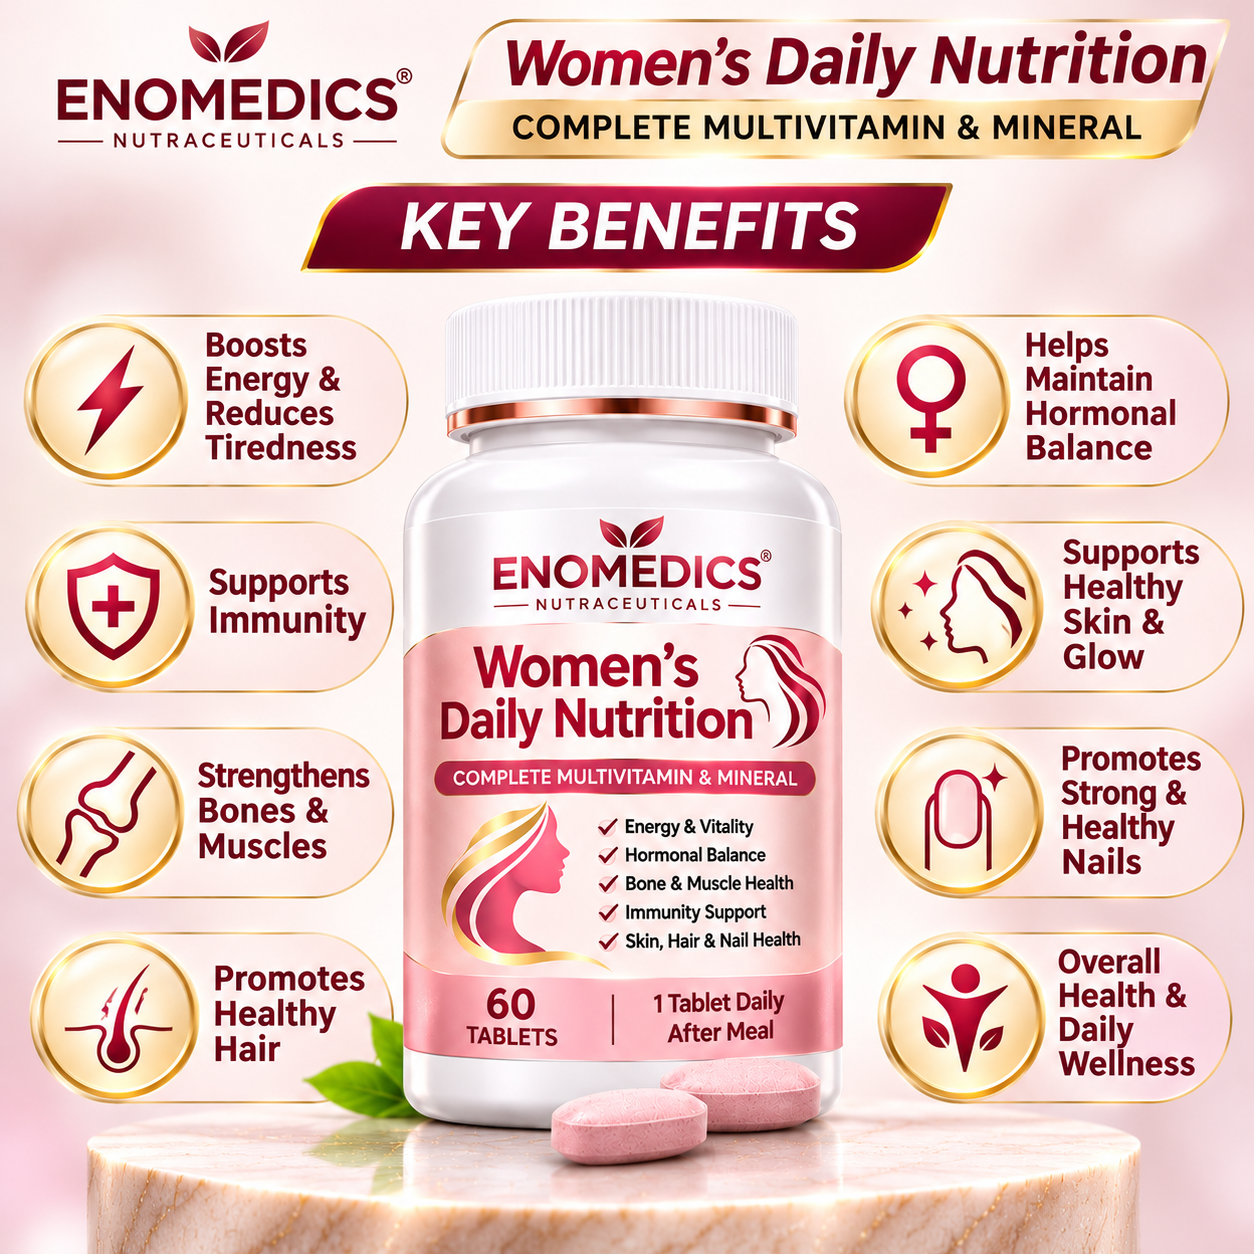 ENOMEDICS®
NUTRACEUTICALS
Women's Daily Nutrition
COMPLETE MULTIVITAMIN & MINERAL
KEY BENEFITS
Boosts
Energy &
Reduces
Tiredness
Supports
Immunity
Strengthens
Bones &
Muscles
Promotes
Healthy
Hair
ENOMEDICS®
NUTRACEUTICALS
Women's
Daily Nutrition
COMPLETE MULTIVITAMIN & MINERAL
Energy & Vitality
Hormonal Balance
Bone & Muscle Health
Immunity Support
Skin, Hair & Nail Health
60
TABLETS
1 Tablet Daily
After Meal
Helps
Maintain
Hormonal
Balance
Supports
Healthy
Skin &
Glow
Promotes
Strong &
Healthy
Nails
Overall
Health &
Daily
Wellness